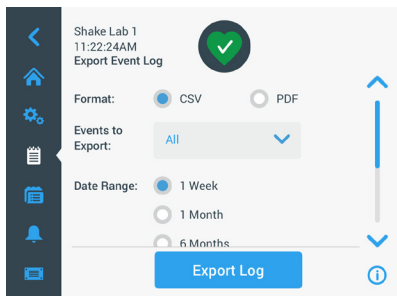 Shake Lab 1
11:22:24AM
Export Event Log
Format:
CSV
PDF
Events to
Export:
All
Date Range:
1 Week
1 Month
6 Months
Export Log